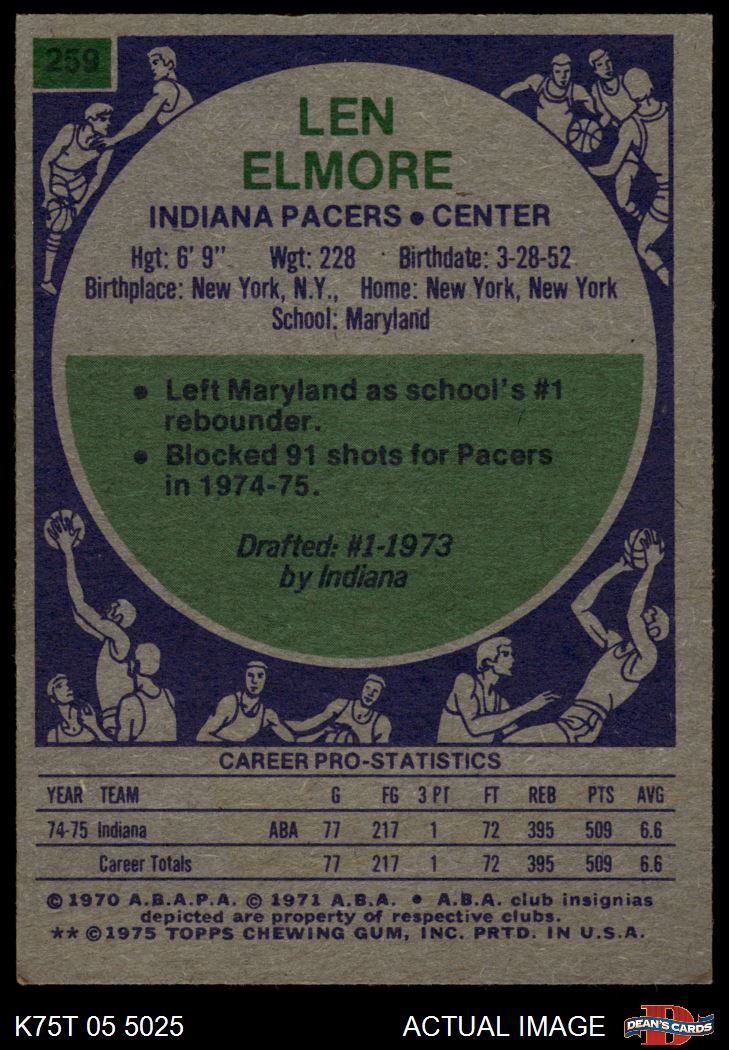 259
LEN
ELMORE
INDIANA PACERS • CENTER
Hgt: 6' 9" Wgt: 228 Birthdate: 3-28-52
Birthplace: New York, N.Y., Home: New York, New York
School: Maryland
• Left Maryland as school's #1
rebounder.
• Blocked 91 shots for Pacers
in 1974-75.
Drafted: #1-1973
by Indiana
CAREER PRO-STATISTICS
YEAR TEAM G FG 3 PT FT REB PTS AVG
74-75 Indiana ABA 77 217 1 72 395 509 6.6
Career Totals 77 217 1 72 395 509 6.6
© 1970 A.B.A.P.A. © 1971 A.B.A. • A.B.A. club insignias
depicted are property of respective clubs.
** © 1975 TOPPS CHEWING GUM, INC. PRTD. IN U.S.A.
K75T 05 5025 ACTUAL IMAGE
D
DEAN'S CARDS